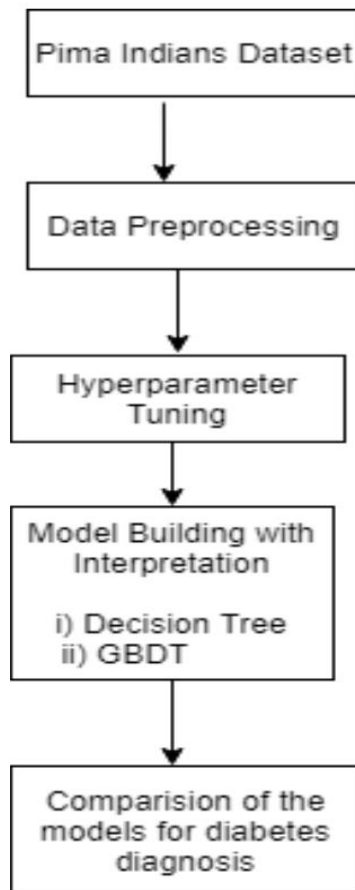 Pima Indians Dataset
Data Preprocessing
Hyperparameter
Tuning
Model Building with
Interpretation
i) Decision Tree
ii) GBDT
Comparision of the
models for diabetes
diagnosis